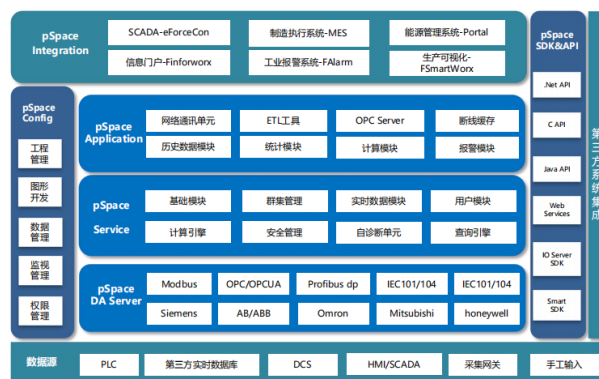 pSpace
Integration
SCADA-eForceCon
制造执行系统-MES
能源管理系统-Portal
信息门户-Finforworx
工业报警系统-FAlarm
生产可视化-
FSmartWorx
pSpace
SDK&API
.Net API
C API
Java API
Web
Services
IO Server
SDK
Smart
SDK
第三方系统集成
pSpace
Config
工程
管理
图形
开发
数据
管理
监视
管理
权限
管理
pSpace
Application
网络通讯单元
ETL工具
OPC Server
断线缓存
历史数据模块
统计模块
计算模块
报警模块
pSpace
Service
基础模块
群集管理
实时数据模块
用户模块
计算引擎
安全管理
自诊断单元
查询引擎
pSpace
DA Server
Modbus
OPC/OPCUA
Profibus dp
IEC101/104
IEC101/104
Siemens
AB/ABB
Omron
Mitsubishi
honeywell
数据源
PLC
第三方实时数据库
DCS
HMI/SCADA
采集网关
手工输入